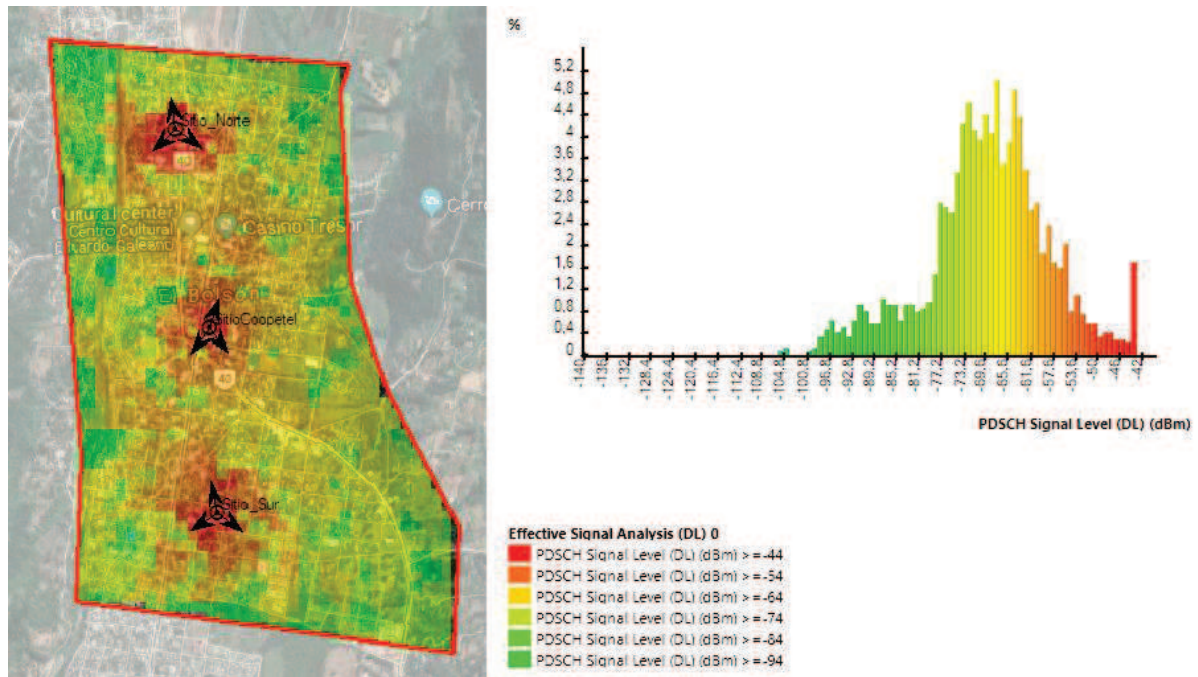 Sitio_Norte
40
Cultural center
Centro Cultural
Eduardo Galeano
Casino Tresor
Cerro
El Bolsón
SitioCoopetel
40
Sitio_Sur
%
5,2
4,8
4,4
4
3,6
3,2
2,8
2,4
2
1,6
1,2
0,8
0,4
0
-140
-136
-132
-128.4
-124.4
-120.4
-116.4
-112.4
-108.8
-104.8
-100.8
-96.8
-92.8
-89.2
-85.2
-81.2
-77.2
-73.2
-69.6
-65.6
-61.6
-57.6
-53.6
-50
-46
-42
PDSCH Signal Level (DL) (dBm)
Effective Signal Analysis (DL) 0
PDSCH Signal Level (DL) (dBm) >=-44
PDSCH Signal Level (DL) (dBm) >=-54
PDSCH Signal Level (DL) (dBm) >=-64
PDSCH Signal Level (DL) (dBm) >=-74
PDSCH Signal Level (DL) (dBm) >=-84
PDSCH Signal Level (DL) (dBm) >=-94